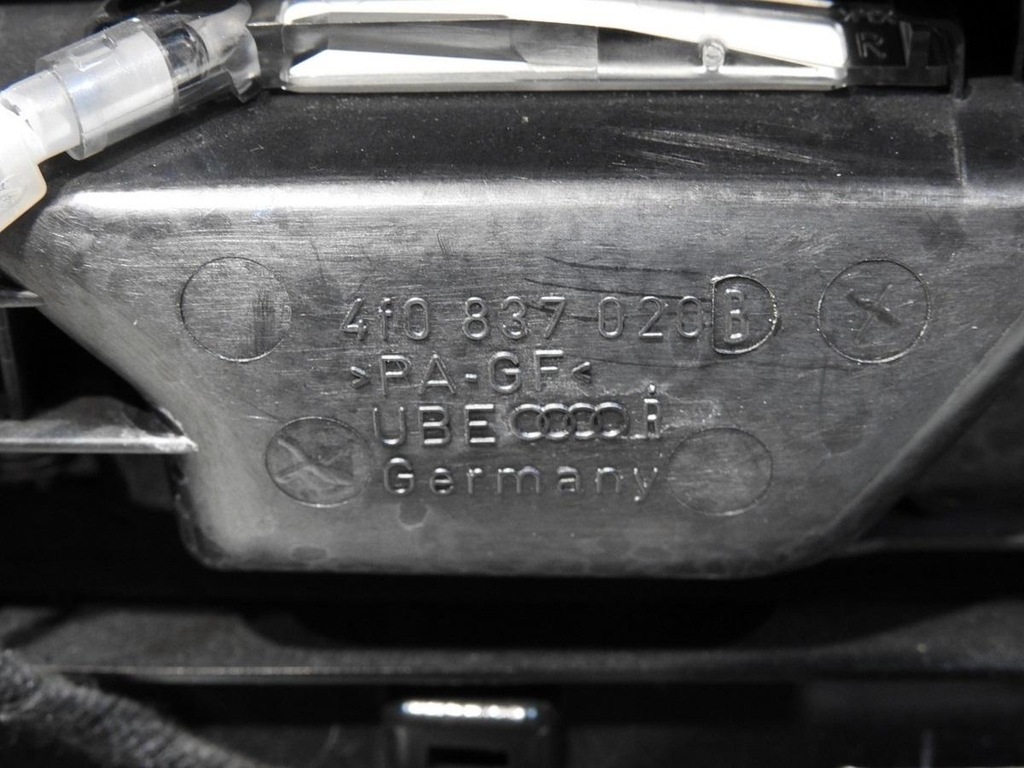 R
4f0 837 020 B
>PA-GF<
UBE R
Germany